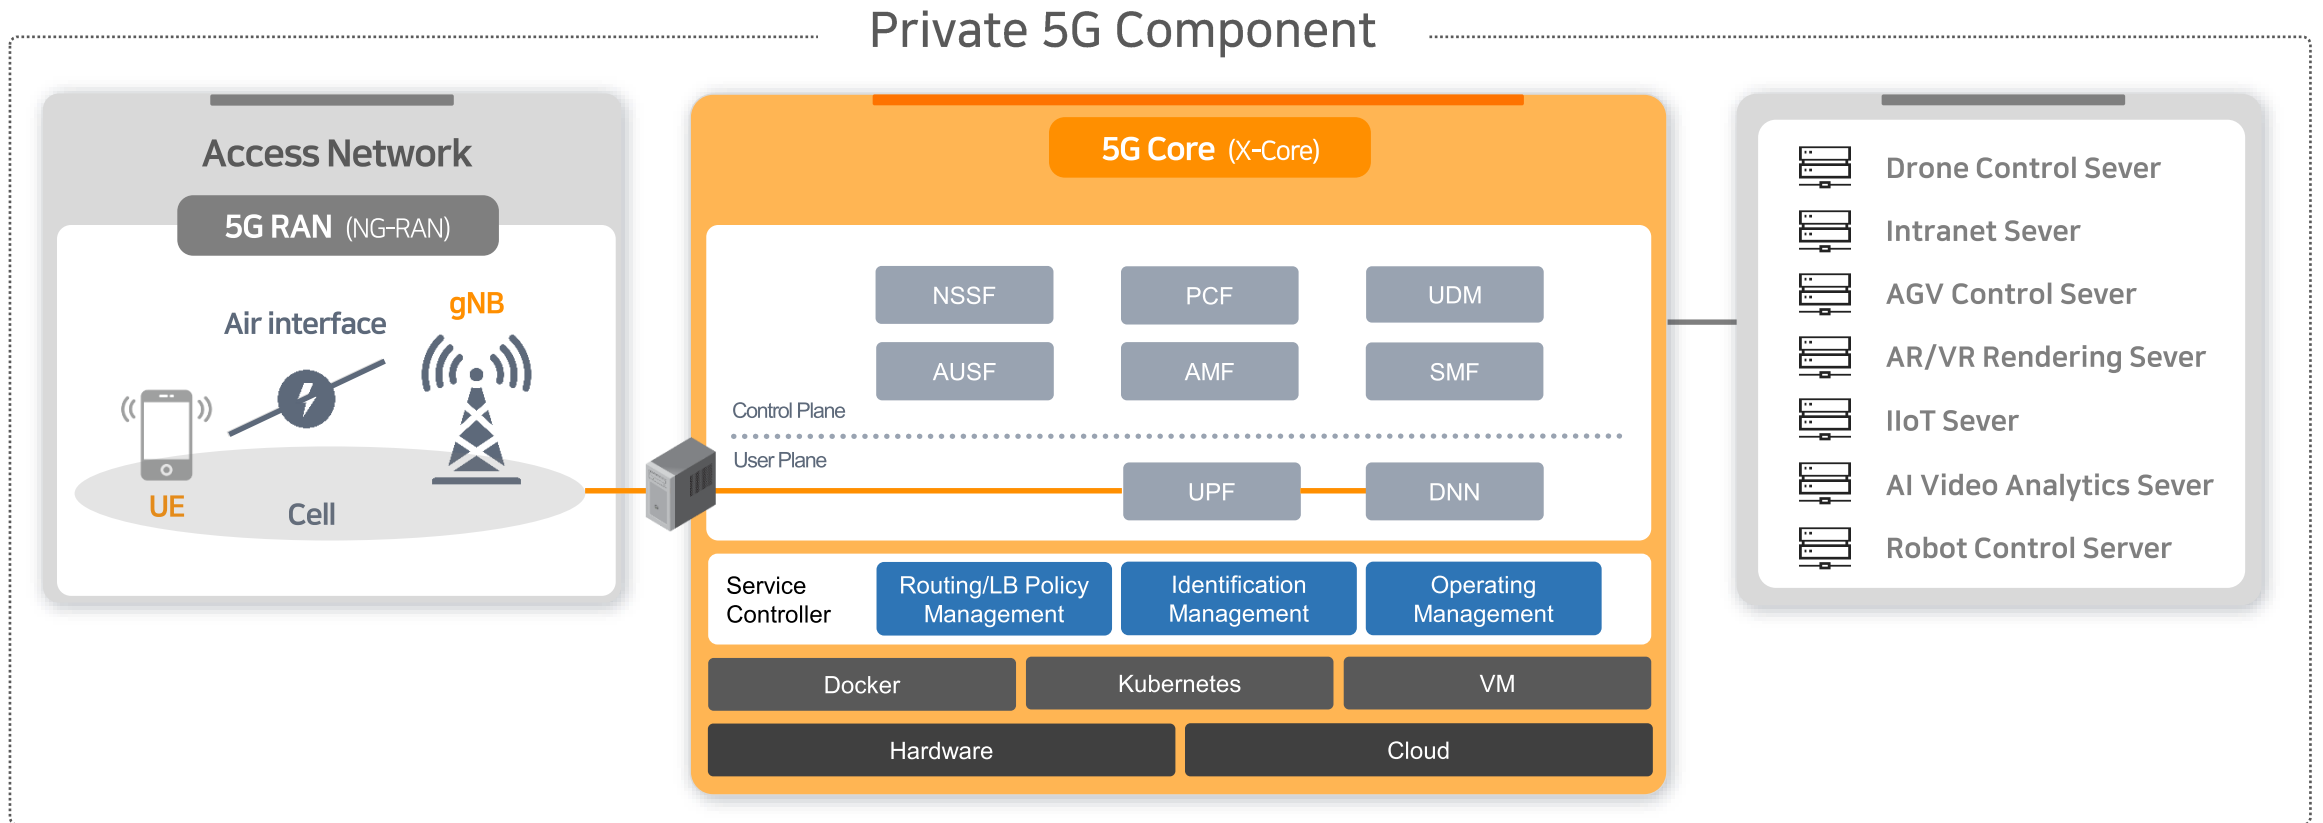 Private 5G Component
Access Network
5G RAN (NG-RAN)
Air interface
gNB
UE
Cell
5G Core (X-Core)
NSSF
PCF
UDM
AUSF
AMF
SMF
Control Plane
User Plane
UPF
DNN
Service
Controller
Routing/LB Policy
Management
Identification
Management
Operating
Management
Docker
Kubernetes
VM
Hardware
Cloud
Drone Control Sever
Intranet Sever
AGV Control Sever
AR/VR Rendering Sever
IIoT Sever
AI Video Analytics Sever
Robot Control Server